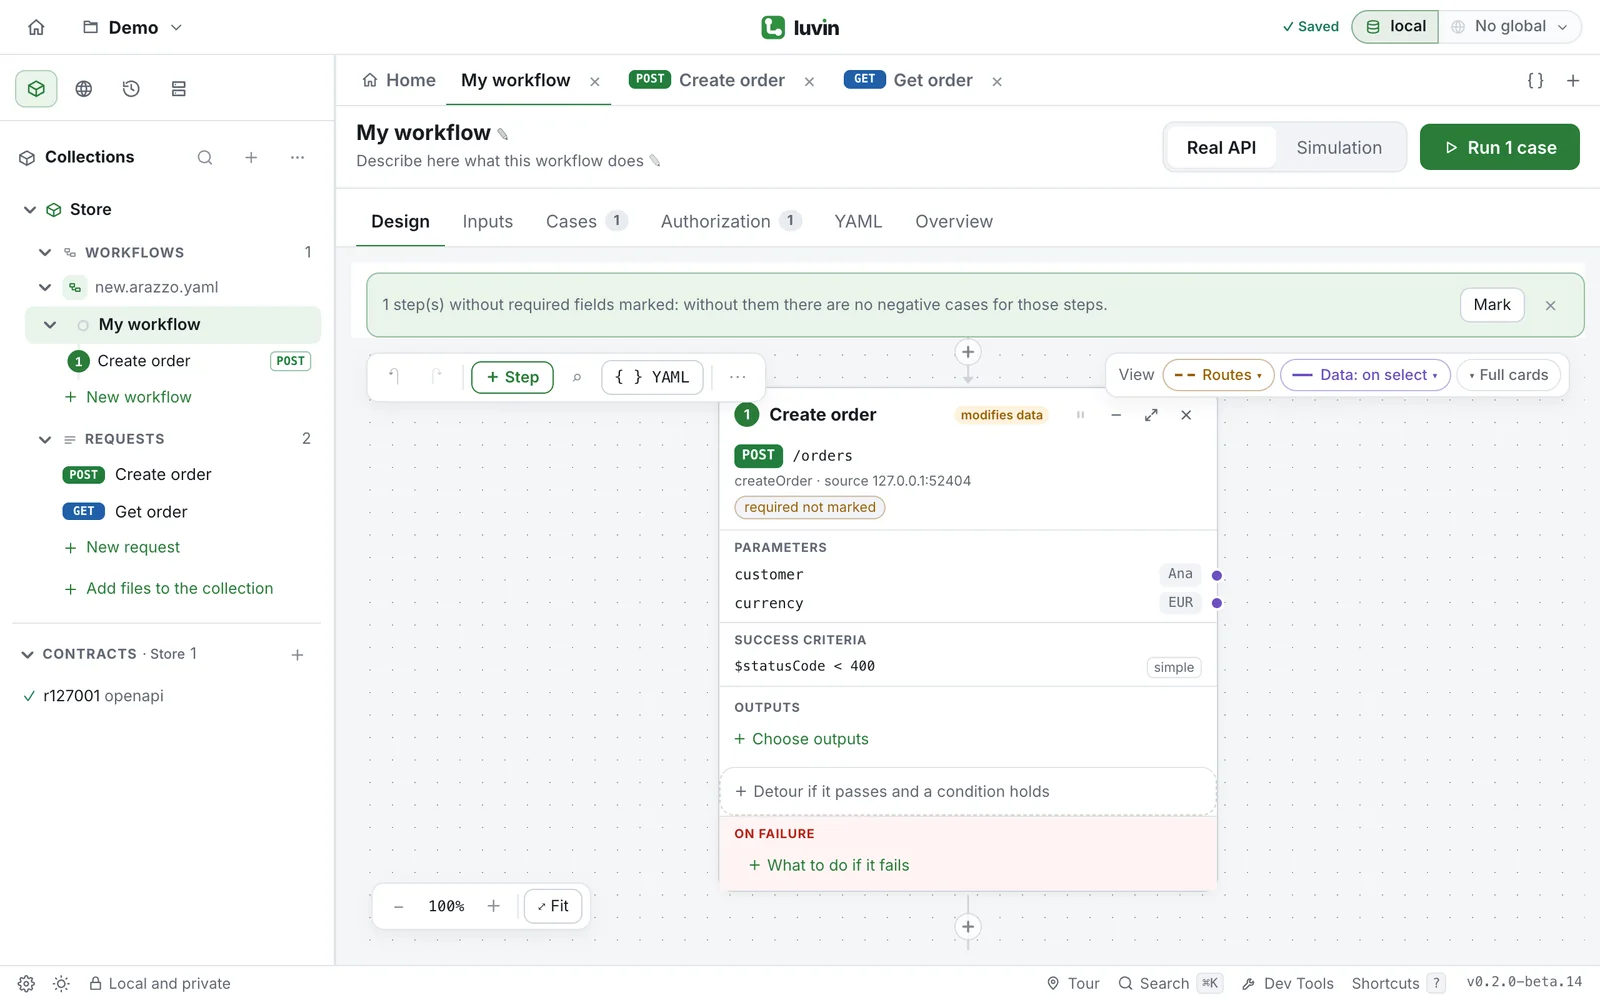 Demo
luvin
Saved
local
No global
Home
My workflow
POST Create order
GET Get order
{ }
Collections
Store
WORKFLOWS 1
new.arazzo.yaml
My workflow
1 Create order POST
+ New workflow
REQUESTS 2
POST Create order
GET Get order
+ New request
+ Add files to the collection
CONTRACTS · Store 1
r127001 openapi
My workflow
Describe here what this workflow does
Real API
Simulation
Run 1 case
Design
Inputs
Cases 1
Authorization 1
YAML
Overview
1 step(s) without required fields marked: without them there are no negative cases for those steps.
Mark
+ Step
{ } YAML
View
Routes
Data: on select
Full cards
1 Create order
modifies data
POST /orders
createOrder · source 127.0.0.1:52404
required not marked
PARAMETERS
customer Ana
currency EUR
SUCCESS CRITERIA
$statusCode < 400 simple
OUTPUTS
+ Choose outputs
+ Detour if it passes and a condition holds
ON FAILURE
+ What to do if it fails
− 100% +
Fit
Local and private
Tour
Search ⌘K
Dev Tools
Shortcuts ?
v0.2.0-beta.14